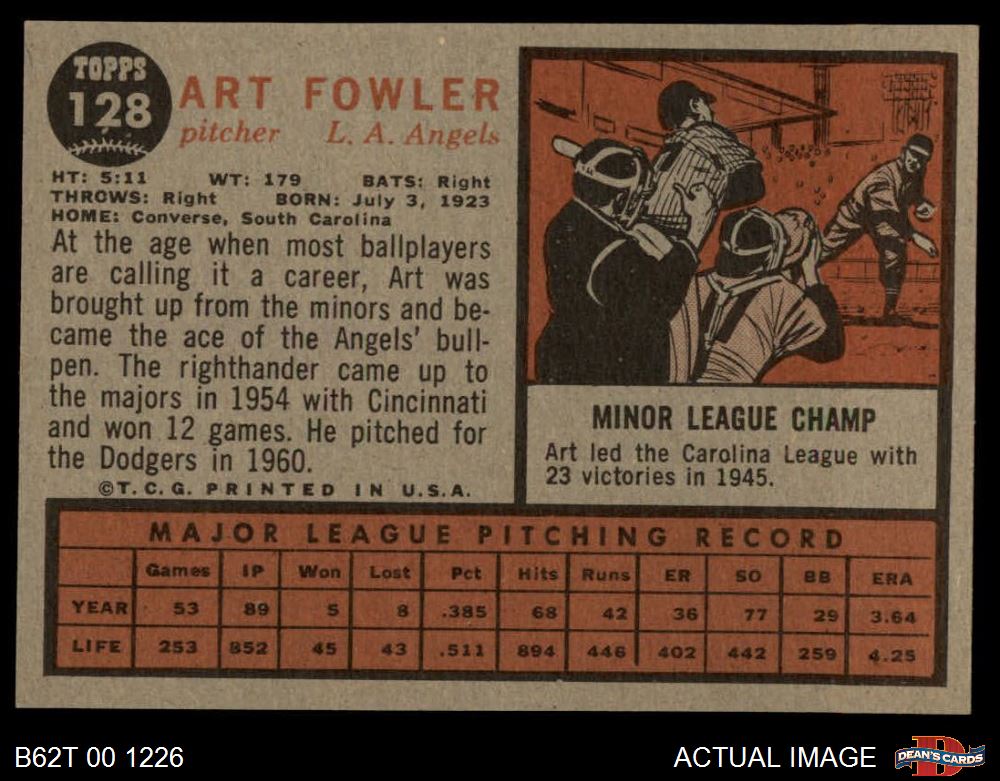 TOPPS
128
ART FOWLER
pitcher L. A. Angels
HT: 5:11 WT: 179 BATS: Right
THROWS: Right BORN: July 3, 1923
HOME: Converse, South Carolina
At the age when most ballplayers
are calling it a career, Art was
brought up from the minors and be-
came the ace of the Angels' bull-
pen. The righthander came up to
the majors in 1954 with Cincinnati
and won 12 games. He pitched for
the Dodgers in 1960.
©T. C. G. PRINTED IN U.S.A.
MINOR LEAGUE CHAMP
Art led the Carolina League with
23 victories in 1945.
MAJOR LEAGUE PITCHING RECORD
Games IP Won Lost Pct Hits Runs ER SO BB ERA
YEAR 53 89 5 8 .385 68 42 36 77 29 3.64
LIFE 253 852 45 43 .511 894 446 402 442 259 4.25
B62T 00 1226
ACTUAL IMAGE
D
DEAN'S CARDS